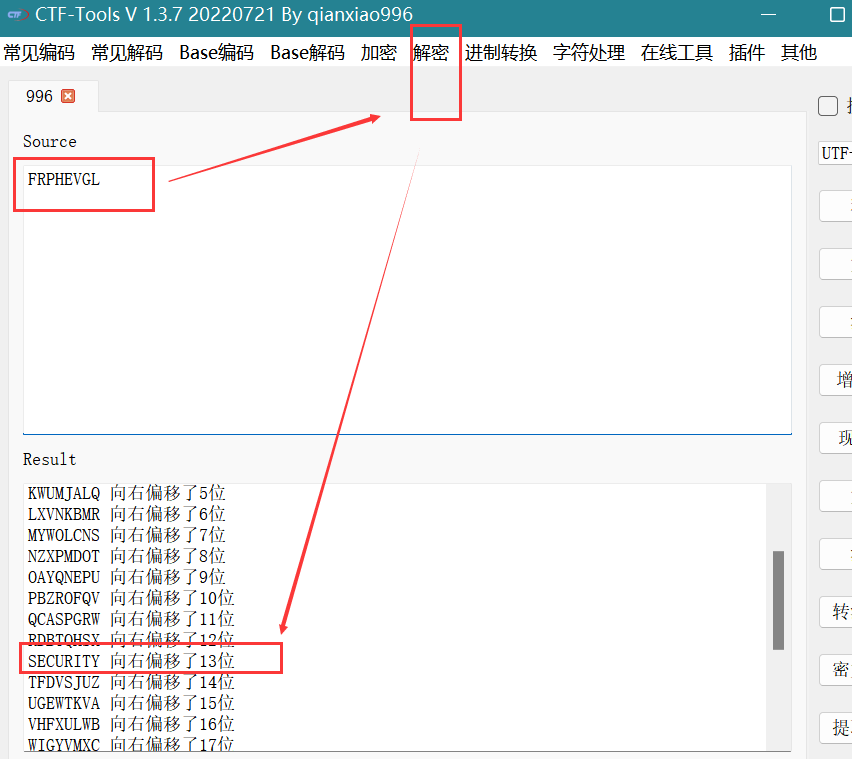 CTF-Tools V 1.3.7 20220721 By qianxiao996
常见编码 常见解码 Base编码 Base解码 加密 解密 进制转换 字符处理 在线工具 插件 其他
996
Source
UTF-
FRPHEVGL
增
现
Result
KWUMJALQ 向右偏移了5位
LXVNKBMR 向右偏移了6位
MYWOLCNS 向右偏移了7位
NZXPMDOT 向右偏移了8位
OAYQNEPU 向右偏移了9位
PBZROFQV 向右偏移了10位
QCASPGRW 向右偏移了11位
RDBTQHSX 向右偏移了12位
SECURITY 向右偏移了13位
TFDVSJUZ 向右偏移了14位
UGEWTKVA 向右偏移了15位
VHFXULWB 向右偏移了16位
WIGYVMXC 向右偏移了17位
转
密
提